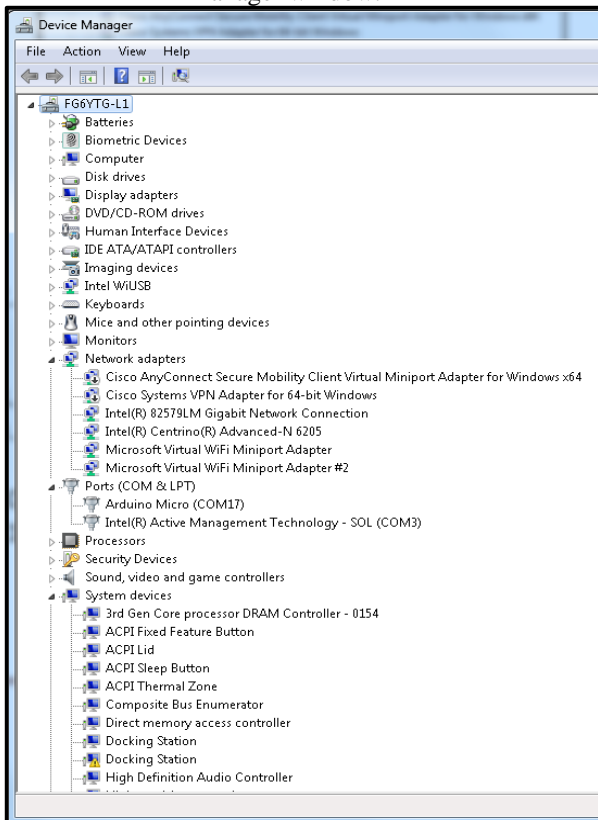 Device Manager
File Action View Help
FG6YTG-L1
Batteries
Biometric Devices
Computer
Disk drives
Display adapters
DVD/CD-ROM drives
Human Interface Devices
IDE ATA/ATAPI controllers
Imaging devices
Intel WiUSB
Keyboards
Mice and other pointing devices
Monitors
Network adapters
Cisco AnyConnect Secure Mobility Client Virtual Miniport Adapter for Windows x64
Cisco Systems VPN Adapter for 64-bit Windows
Intel(R) 82579LM Gigabit Network Connection
Intel(R) Centrino(R) Advanced-N 6205
Microsoft Virtual WiFi Miniport Adapter
Microsoft Virtual WiFi Miniport Adapter #2
Ports (COM & LPT)
Arduino Micro (COM17)
Intel(R) Active Management Technology - SOL (COM3)
Processors
Security Devices
Sound, video and game controllers
System devices
3rd Gen Core processor DRAM Controller - 0154
ACPI Fixed Feature Button
ACPI Lid
ACPI Sleep Button
ACPI Thermal Zone
Composite Bus Enumerator
Direct memory access controller
Docking Station
Docking Station
High Definition Audio Controller